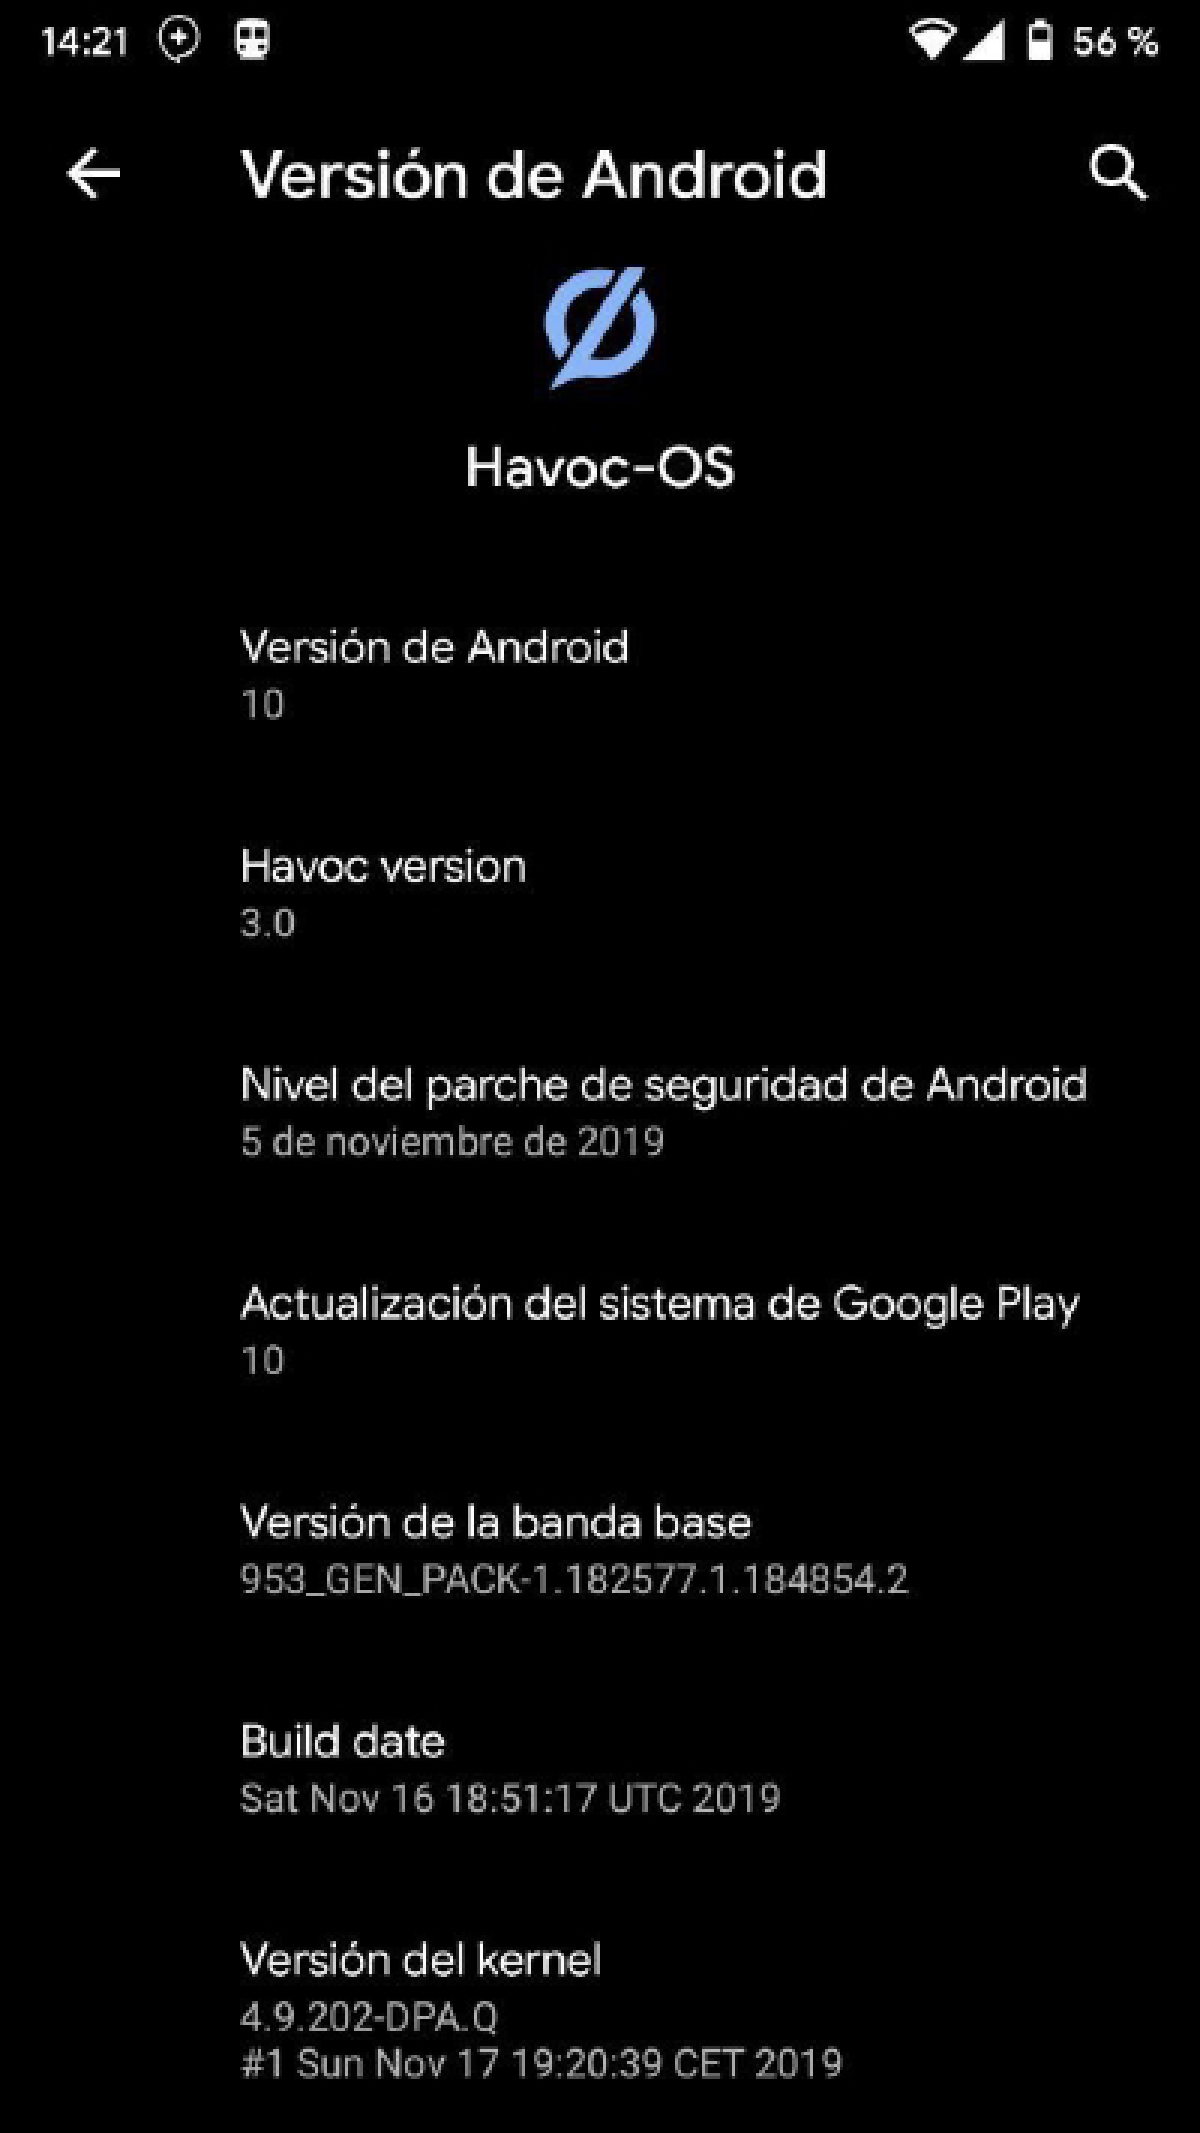 14:21
56 %
Versión de Android
Havoc-OS
Versión de Android
10
Havoc version
3.0
Nivel del parche de seguridad de Android
5 de noviembre de 2019
Actualización del sistema de Google Play
10
Versión de la banda base
953_GEN_PACK-1.182577.1.184854.2
Build date
Sat Nov 16 18:51:17 UTC 2019
Versión del kernel
4.9.202-DPA.Q
#1 Sun Nov 17 19:20:39 CET 2019